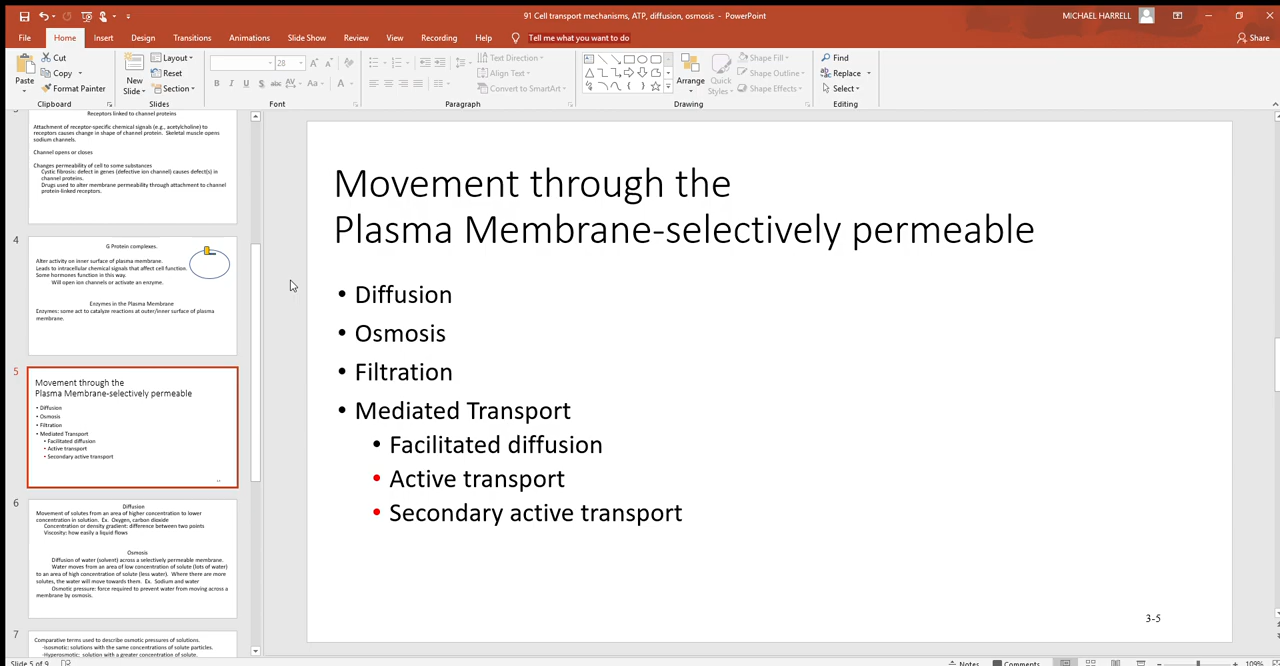 91 Cell transport mechanisms, ATP, diffusion, osmosis - PowerPoint
MICHAEL HARRELL
File Home Insert Design Transitions Animations Slide Show Review View Recording Help Tell me what you want to do Share
Paste
Cut
Copy
Format Painter
Clipboard
New Slide
Layout
Reset
Section
Slides
28
B I U S abc AV Aa A
Font
Text Direction
Align Text
Convert to SmartArt
Paragraph
Arrange
Quick Styles
Shape Fill
Shape Outline
Shape Effects
Drawing
Find
Replace
Select
Editing
Receptors linked to channel proteins
Attachment of receptor-specific chemical signals (e.g., acetylcholine) to
receptors causes change in shape of channel protein. Skeletal muscle opens
sodium channels.
Channel opens or closes
Changes permeability of cell to some substances
Cystic fibrosis: defect in genes (defective ion channel) causes defect(s) in
channel proteins.
Drugs used to alter membrane permeability through attachment to channel
protein-linked receptors.
4
G Protein complexes.
After activity on inner surface of plasma membrane.
Leads to intracellular chemical signals that affect cell function.
Some hormones function in this way.
Will open ion channels or activate an enzyme.
Enzymes in the Plasma Membrane
Enzymes: some act to catalyze reactions at outer/inner surface of plasma
membrane.
5
Movement through the
Plasma Membrane-selectively permeable
• Diffusion
• Osmosis
• Filtration
• Mediated Transport
• Facilitated diffusion
• Active transport
• Secondary active transport
6
Diffusion
Movement of solutes from an area of higher concentration to lower
concentration in solution. Ex. Oxygen, carbon dioxide
Concentration or density gradient: difference between two points
Viscosity: how easily a liquid flows
Osmosis
Diffusion of water (solvent) across a selectively permeable membrane.
Water moves from an area of low concentration of solute (lots of water)
to an area of high concentration of solute (less water). Where there are more
solutes, the water will move towards them. Ex. Sodium and water
Osmotic pressure: force required to prevent water from moving across a
membrane by osmosis.
7
Comparative terms used to describe osmotic pressures of solutions.
-Isosmotic: solutions with the same concentrations of solute particles.
-Hyperosmotic: solution with a greater concentration of solute.
Movement through the
Plasma Membrane-selectively permeable
• Diffusion
• Osmosis
• Filtration
• Mediated Transport
• Facilitated diffusion
• Active transport
• Secondary active transport
3-5
Slide 5 of 9
Notes
Comments
109%